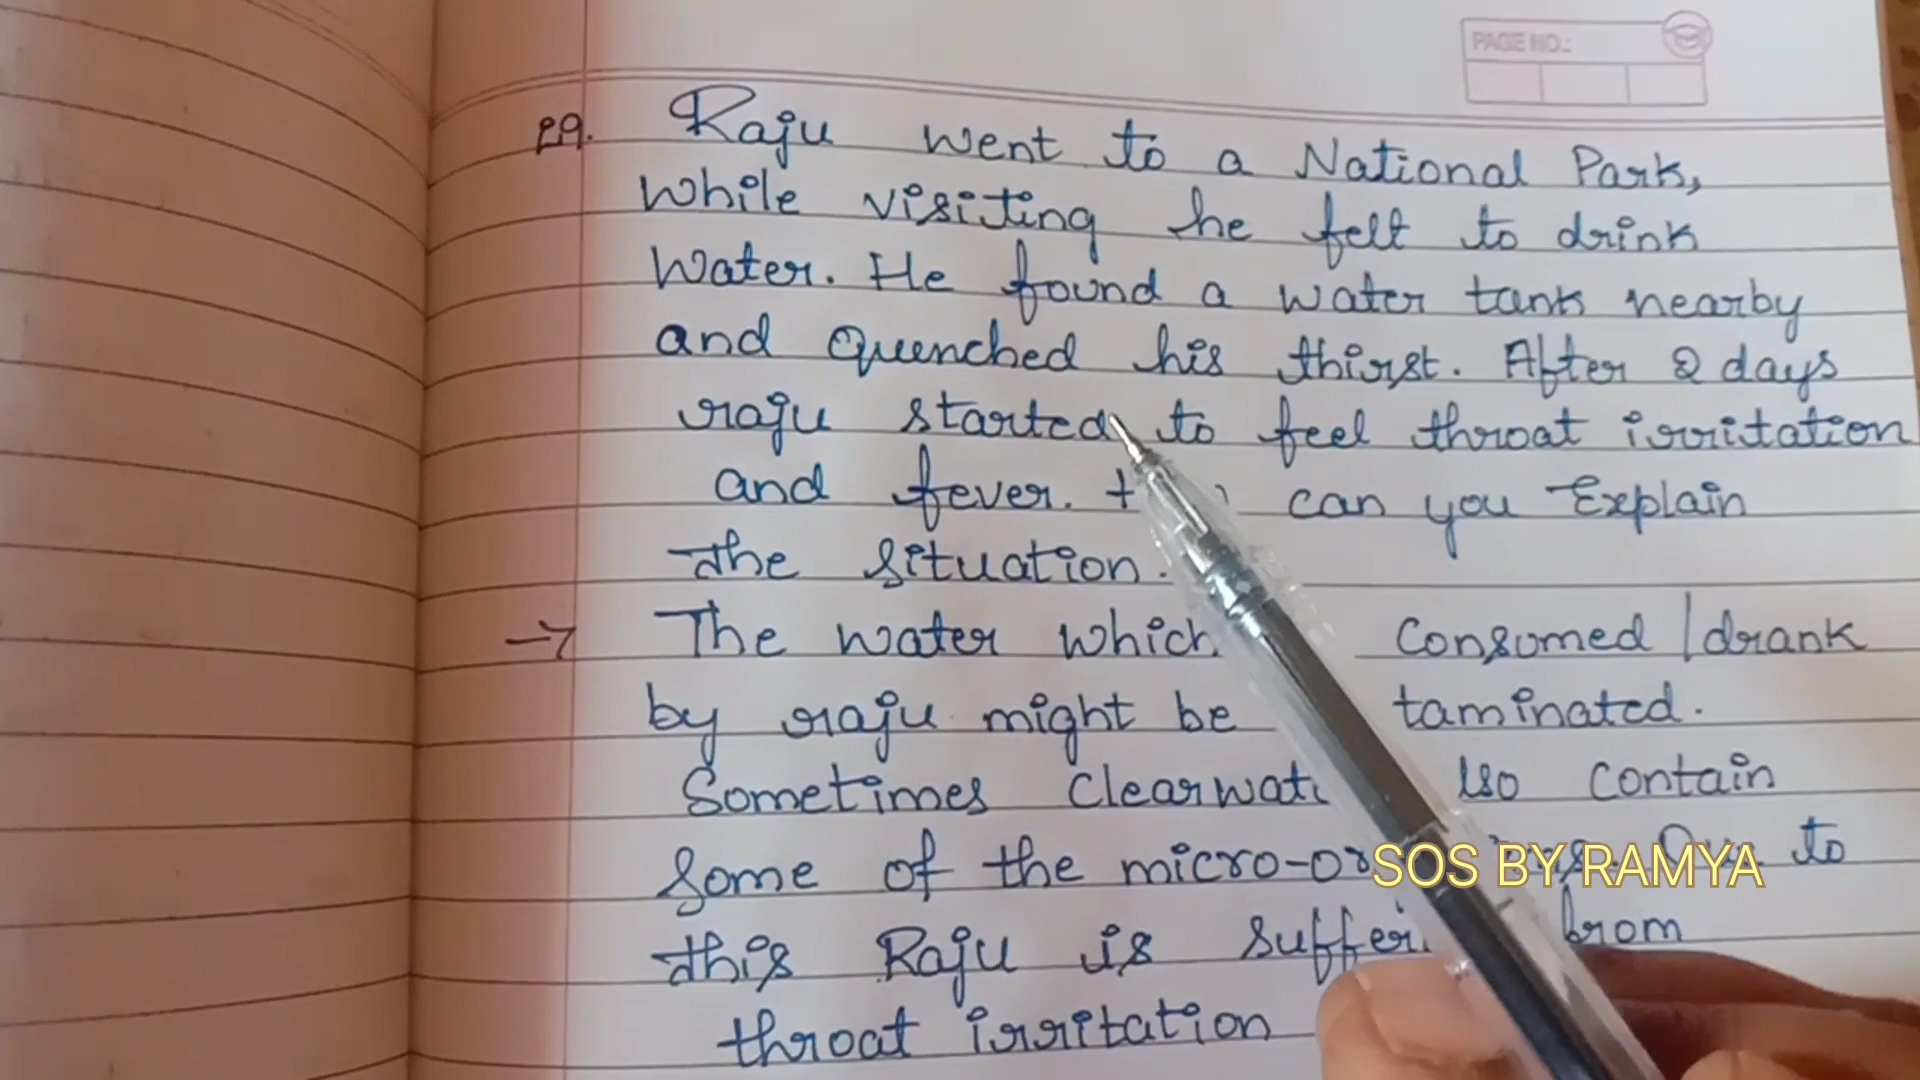 PAGE NO.:
29. Raju went to a National Park,
While visiting he felt to drink
Water. He found a water tank nearby
and quenched his thirst. After 2 days
raju started to feel throat irritation
and fever. can you Explain
the situation.
→ The water which Consumed / drank
by raju might be taminated.
Sometimes Clearwat lso contain
some of the micro-or to
SOS BY RAMYA
this Raju is sufferi from
throat irritation